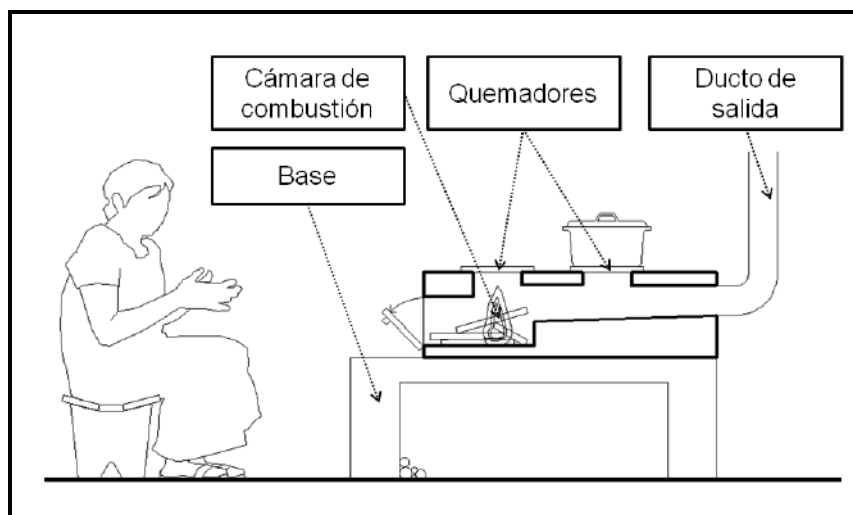 Cámara de
combustión
Quemadores
Ducto de
salida
Base